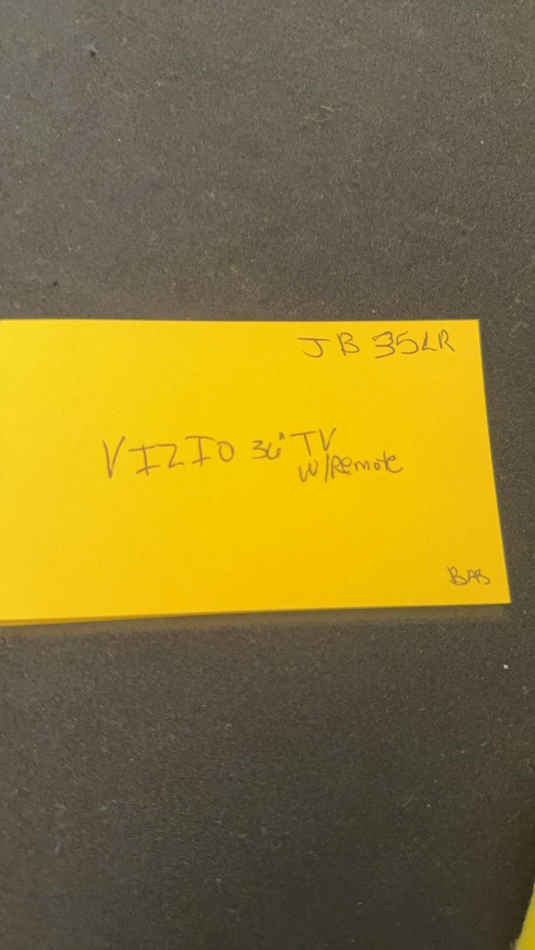 JB 35LR
VIZIO 36" TV
W/Remote
BAB